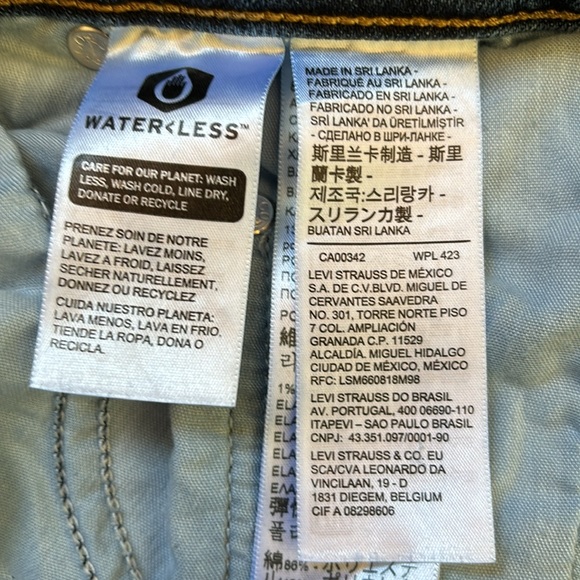 WATER<LESS™
CARE FOR OUR PLANET: WASH
LESS, WASH COLD, LINE DRY,
DONATE OR RECYCLE
PRENEZ SOIN DE NOTRE
PLANETE: LAVEZ MOINS,
LAVEZ A FROID, LAISSEZ
SECHER NATURELLEMENT,
DONNEZ OU RECYCLEZ
CUIDA NUESTRO PLANETA:
LAVA MENOS, LAVA EN FRIO,
TIENDE LA ROPA, DONA O
RECICLA.
MADE IN SRI LANKA -
FABRIQUÉ AU SRI LANKA -
FABRICADO EN SRI LANKA -
FABRICADO NO SRI LANKA -
SRİ LANKA' DA ÜRETİLMİŞTİR
- СДЕЛАНО В ШРИ-ЛАНКЕ -
斯里兰卡制造 - 斯里
蘭卡製 -
제조국:스리랑카 -
スリランカ製 -
BUATAN SRI LANKA
CA00342 WPL 423
LEVI STRAUSS DE MÉXICO
S.A. DE C.V.BLVD. MIGUEL DE
CERVANTES SAAVEDRA
NO. 301, TORRE NORTE PISO
7 COL. AMPLIACIÓN
GRANADA C.P. 11529
ALCALDÍA. MIGUEL HIDALGO
CIUDAD DE MÉXICO, MÉXICO
RFC: LSM660818M98
LEVI STRAUSS DO BRASIL
AV. PORTUGAL, 400 06690-110
ITAPEVI – SAO PAULO BRASIL
CNPJ: 43.351.097/0001-90
LEVI STRAUSS & CO. EU
SCA/CVA LEONARDO DA
VINCILAAN, 19 - D
1831 DIEGEM, BELGIUM
CIF A 08298606
1%
ELA
ELA
ELA
ELA
ELA
綿 86%